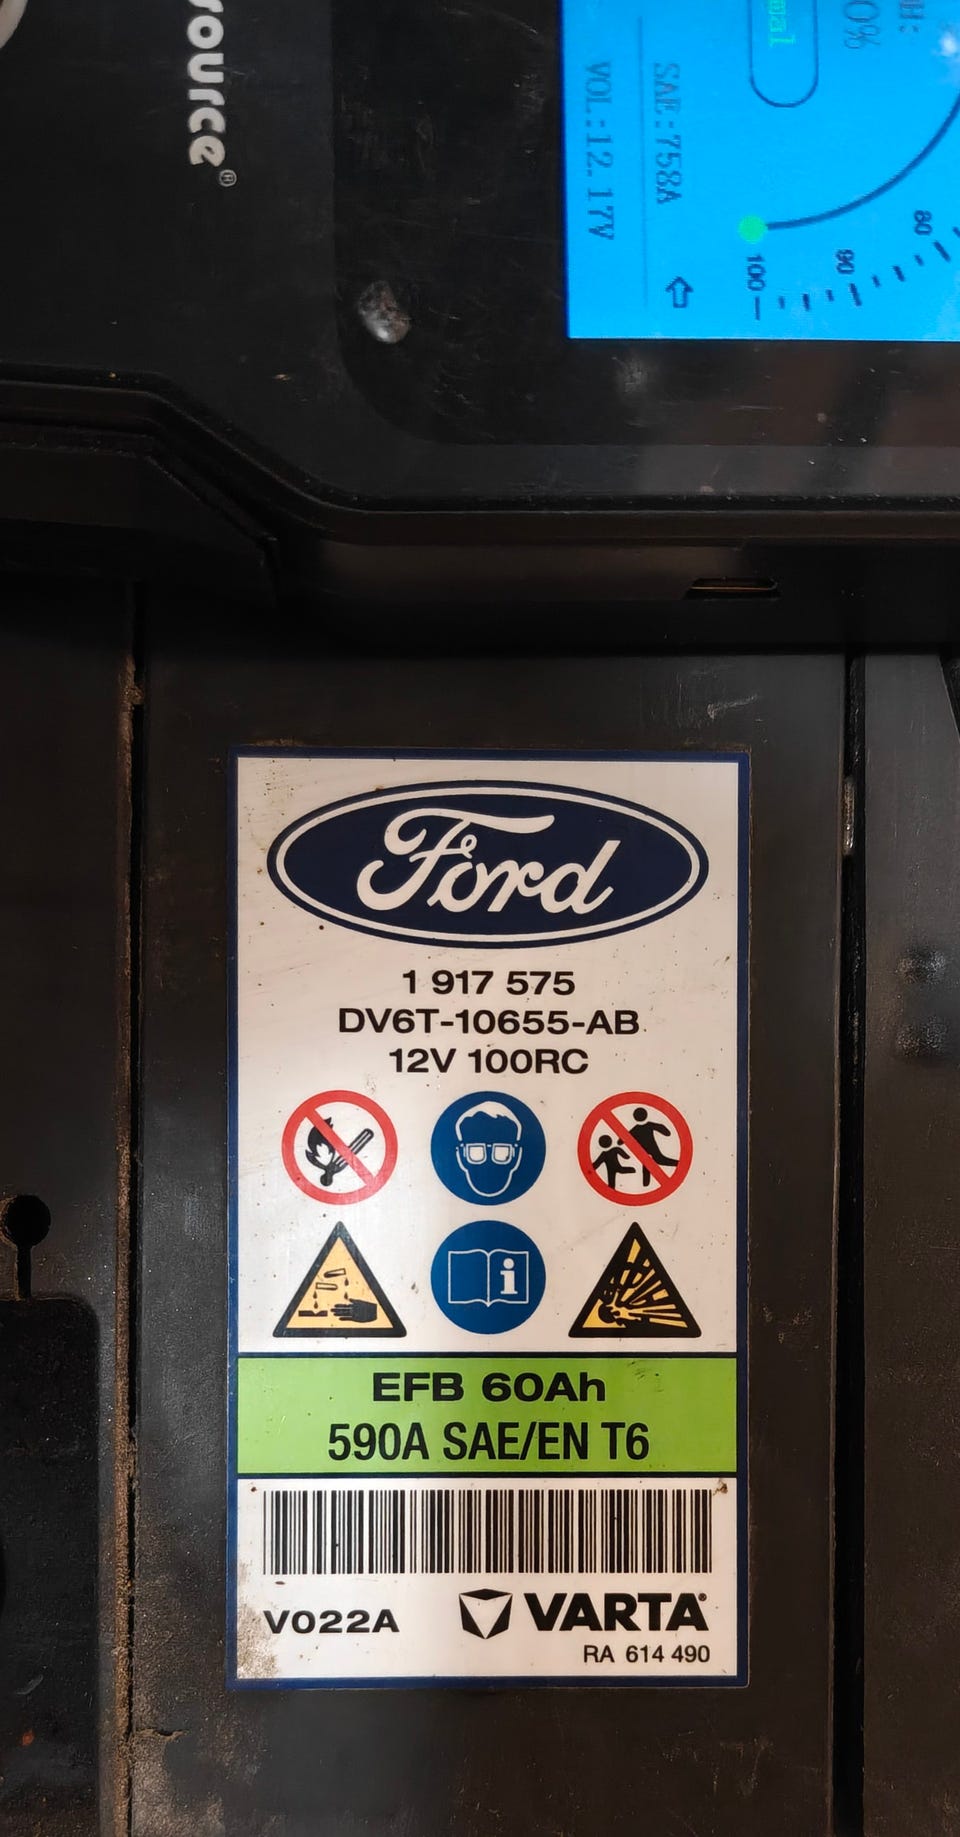 source®
SAE:758A
VOL:12.17V
80
90
100
Ford
1 917 575
DV6T-10655-AB
12V 100RC
EFB 60Ah
590A SAE/EN T6
V022A
VARTA®
RA 614 490